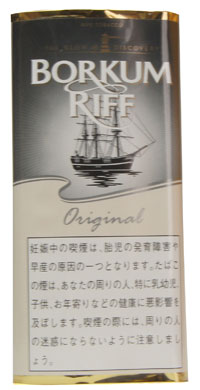 PIPE TOBACCO
THE SLOW DISCOVERY
BORKUM
RIFF
Original
妊娠中の喫煙は、胎児の発育障害や
早産の原因の一つとなります。たばこ
の煙は、あなたの周りの人、特に乳幼児、
子供、お年寄りなどの健康に悪影響を
及ぼします。喫煙の際には、周りの人
の迷惑にならないように注意しまし
ょう。